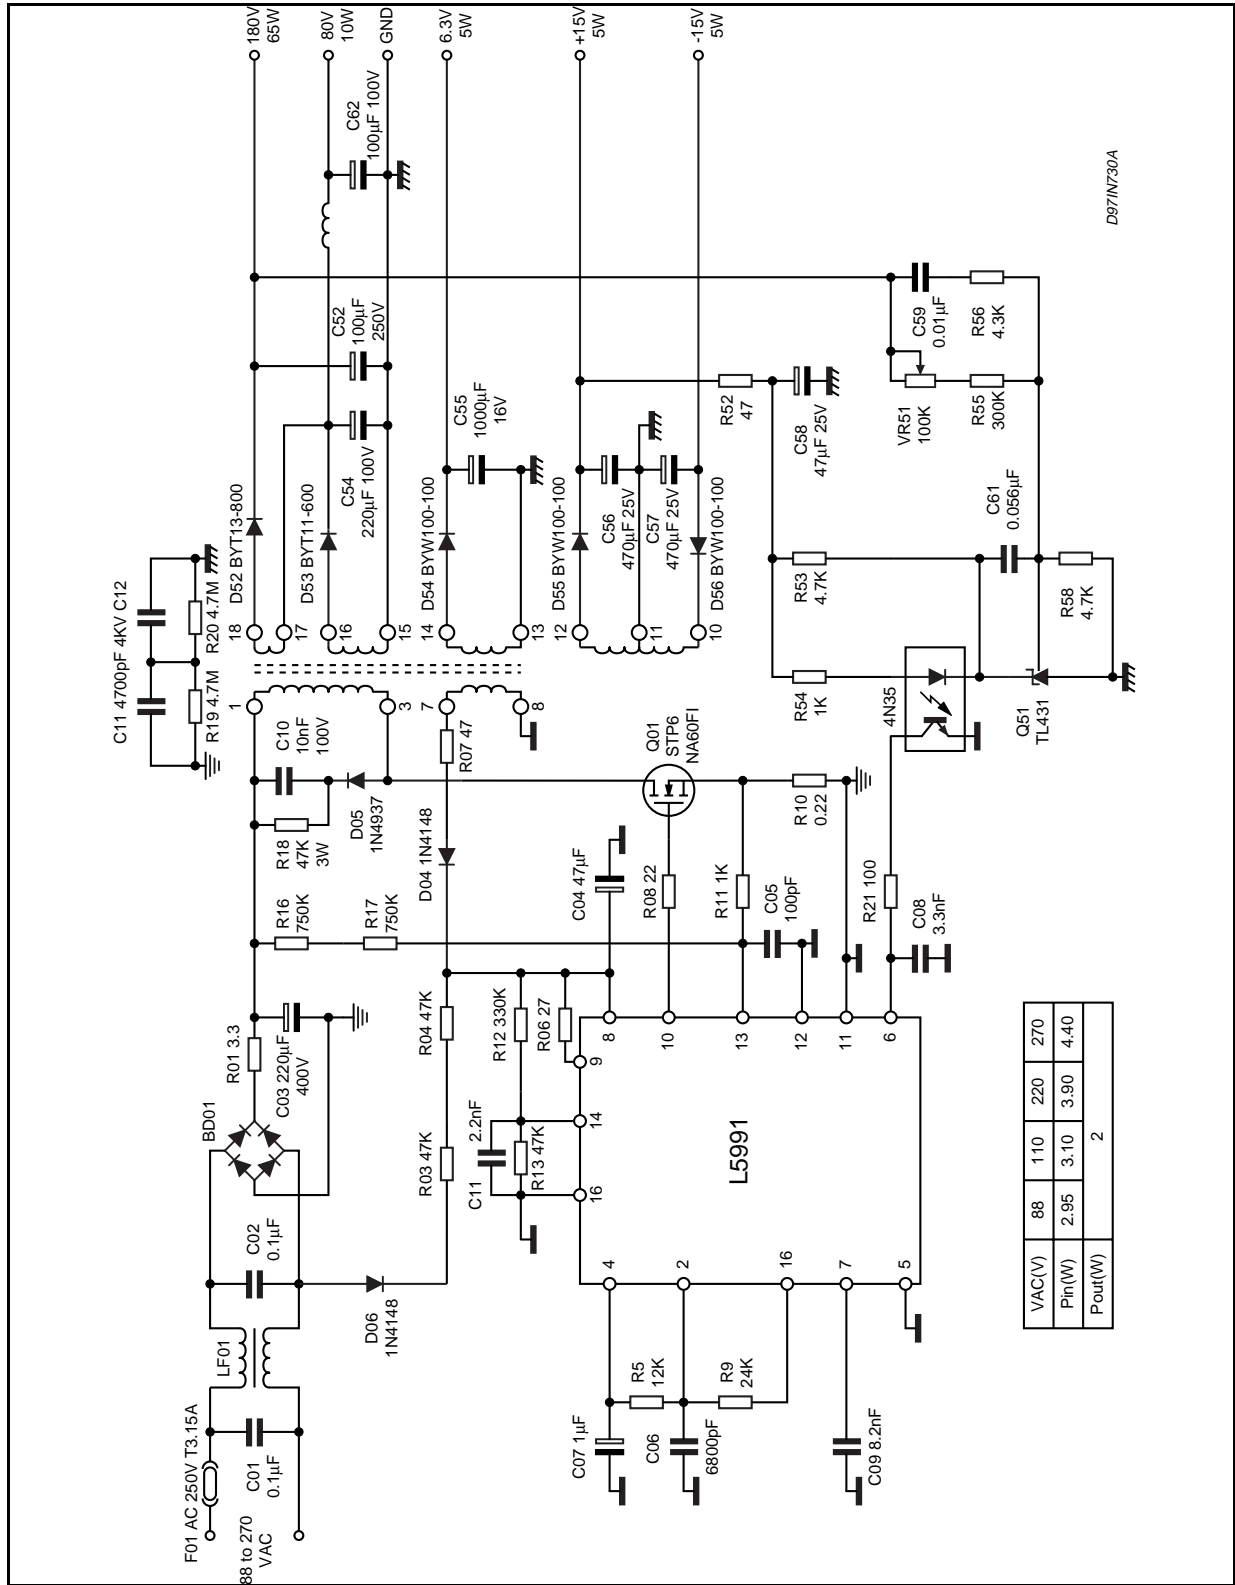 F01 AC 250V T3.15A
88 to 270
VAC
C01
0.1µF
LF01
C02
0.1µF
D06
1N4148
BD01
R01 3.3
C03 220µF
400V
R03 47K
R04 47K
R16
750K
R17
750K
R18
47K
3W
C10
10nF
100V
D05
1N4937
D04 1N4148
R07 47
C11 4700pF 4KV C12
R19 4.7M
R20 4.7M
1
3
7
8
18
17
16
15
14
13
12
11
10
D52 BYT13-800
D53 BYT11-600
C54
220µF 100V
C52
100µF
250V
C62
100µF 100V
D54 BYW100-100
C55
1000µF
16V
D55 BYW100-100
C56
470µF 25V
C57
470µF 25V
D56 BYW100-100
180V
65W
80V
10W
GND
6.3V
5W
+15V
5W
-15V
5W
C11
2.2nF
R13 47K
R12 330K
R06 27
C04 47µF
Q01
STP6
NA60FI
R08 22
R11 1K
R10
0.22
C05
100pF
R21 100
C08
3.3nF
4N35
R54
1K
R53
4.7K
R52
47
C58
47µF 25V
Q51
TL431
C61
0.056µF
R58
4.7K
VR51
100K
R55
300K
C59
0.01µF
R56
4.3K
L5991
16
14
9
8
10
13
12
11
6
4
2
16
7
5
C07 1µF
R5
12K
C06
6800pF
R9
24K
C09 8.2nF
VAC(V) 88 110 220 270
Pin(W) 2.95 3.10 3.90 4.40
Pout(W) 2
D97IN730A